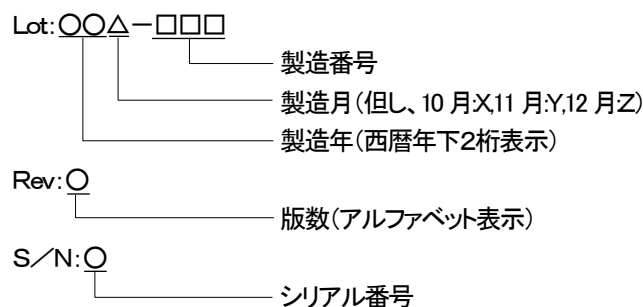 Lot:○○△－□□□
製造番号
製造月(但し、10月:X,11月:Y,12月:Z)
製造年(西暦年下2桁表示)
Rev:○
版数(アルファベット表示)
S／N:○
シリアル番号